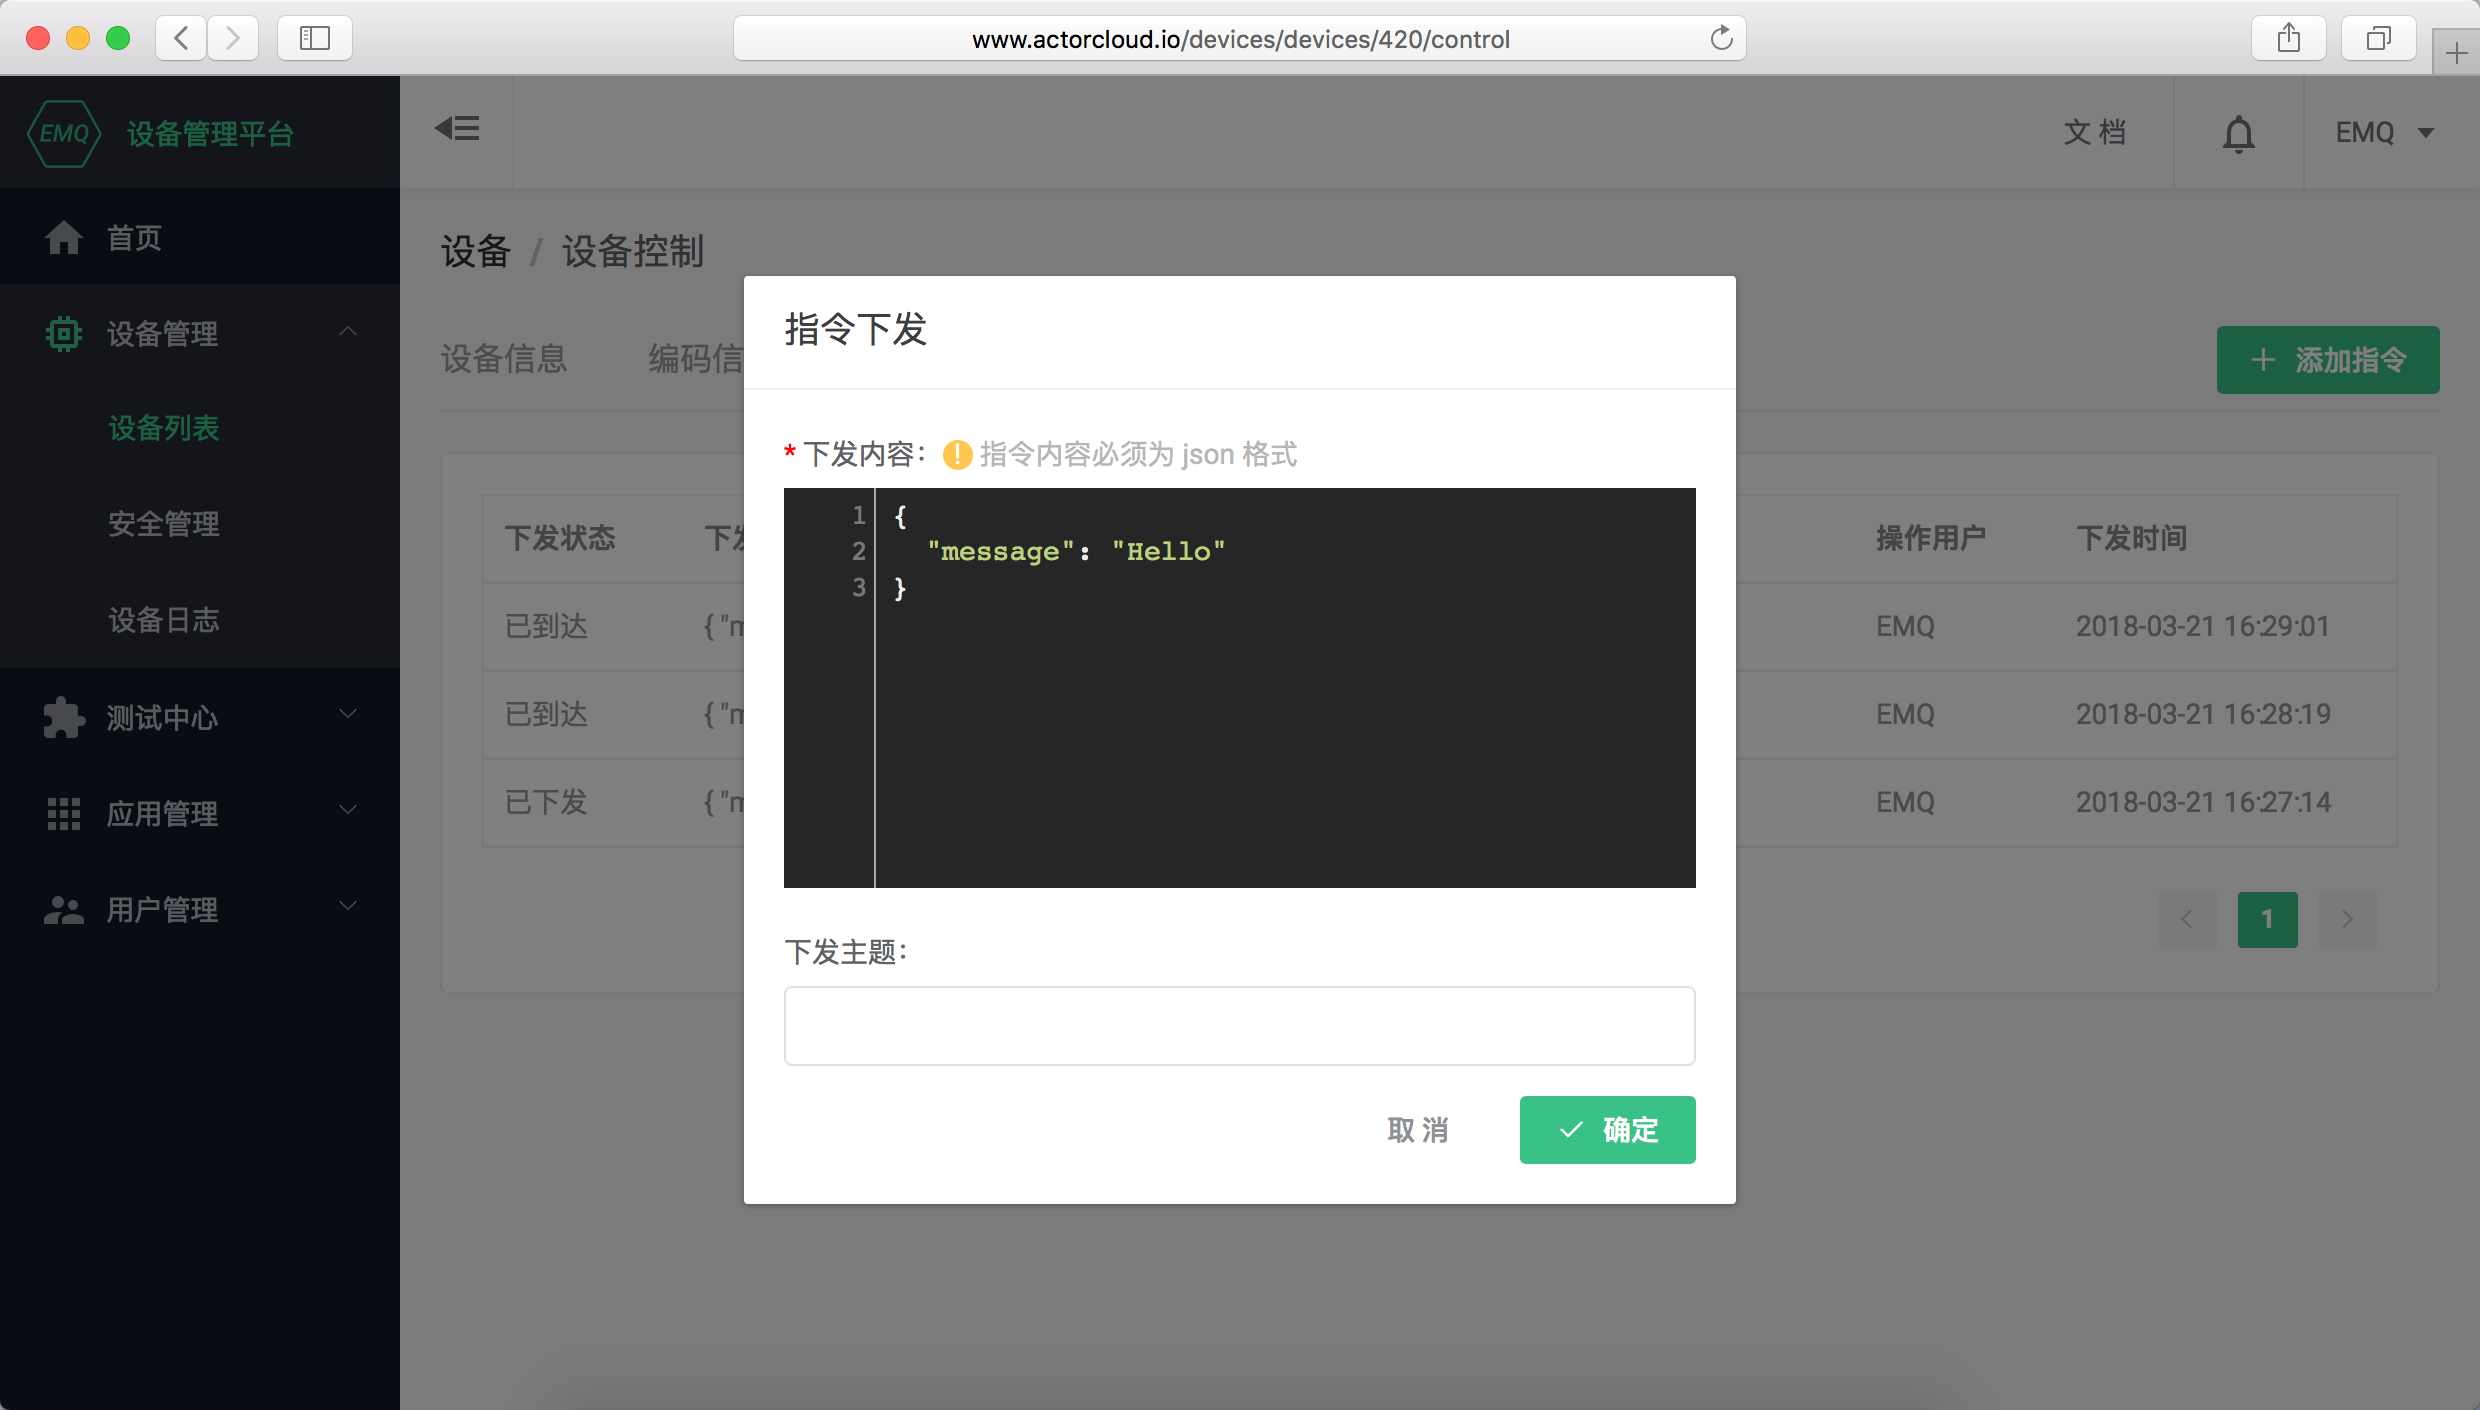 www.actorcloud.io/devices/devices/420/control
EMQ 设备管理平台
文 档
EMQ
首页
设备管理
设备列表
安全管理
设备日志
测试中心
应用管理
用户管理
设备 / 设备控制
设备信息 编码信
+ 添加指令
下发状态 下发 操作用户 下发时间
已到达 { "m EMQ 2018-03-21 16:29:01
已到达 { "m EMQ 2018-03-21 16:28:19
已下发 { "m EMQ 2018-03-21 16:27:14
1
指令下发
* 下发内容： 指令内容必须为 json 格式
1 {
2 "message": "Hello"
3 }
下发主题：
取 消
确定